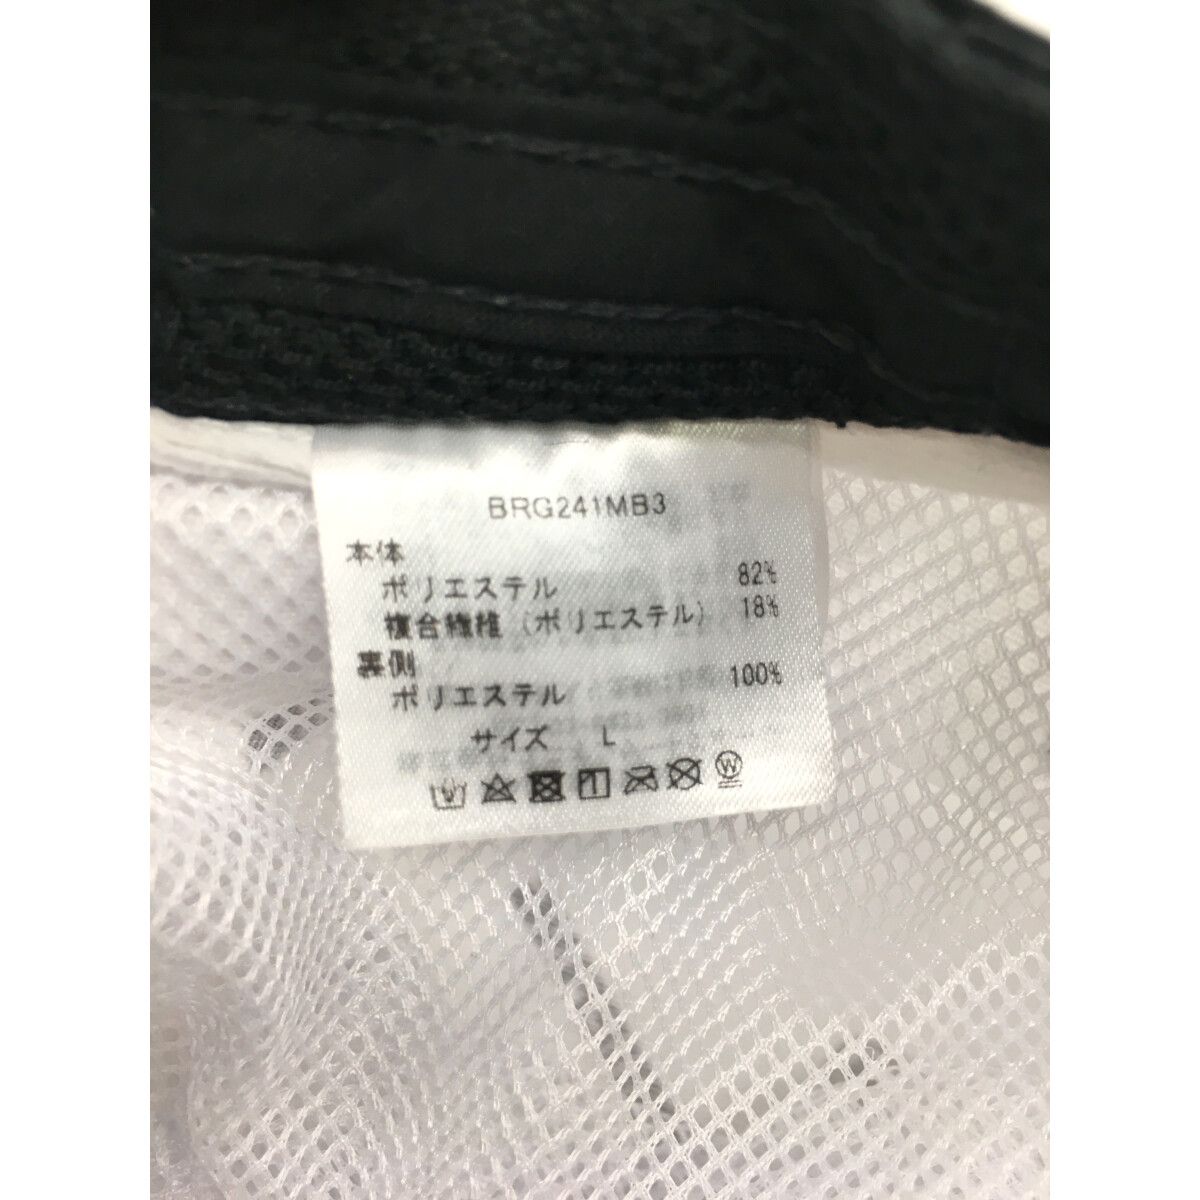 BRG241MB3
本体
ポリエステル 82%
複合繊維(ポリエステル) 18%
裏側
ポリエステル 100%
サイズ L
W